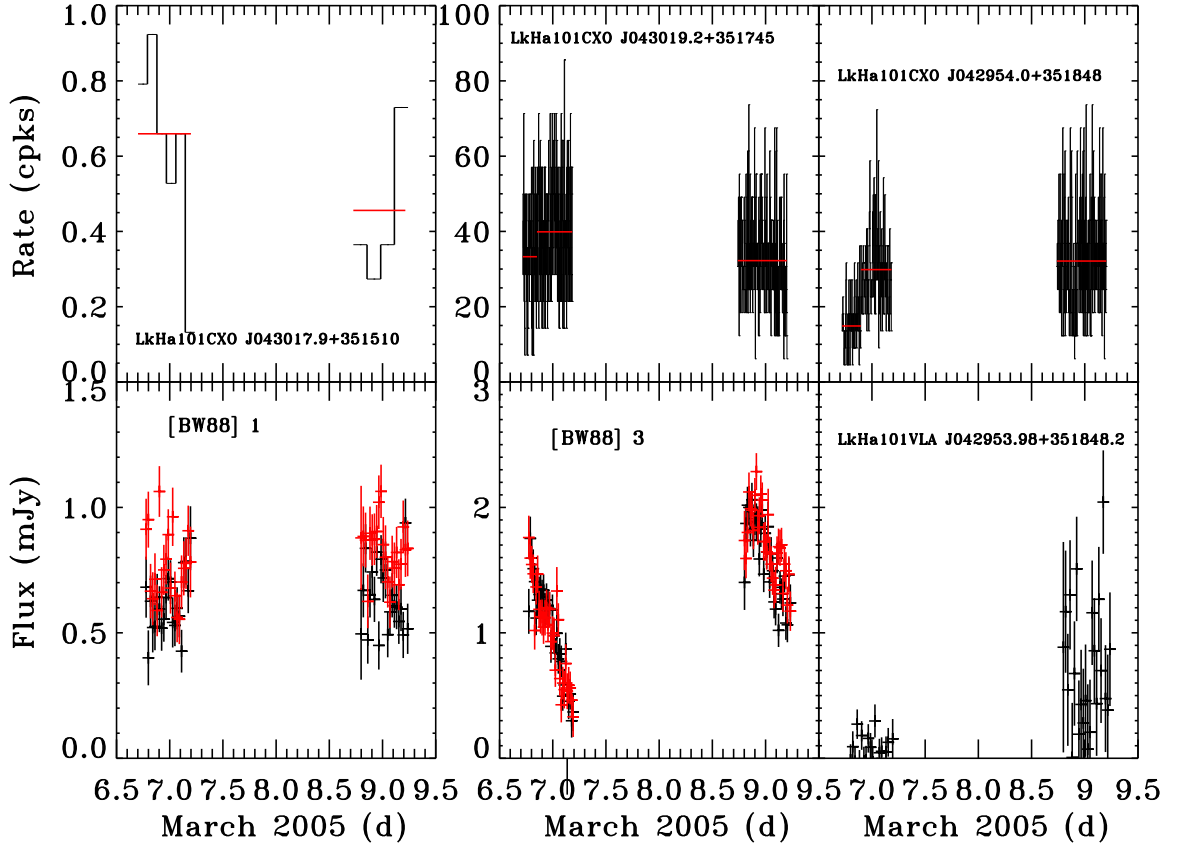 1.0
0.8
0.6
0.4
0.2
0.0
Rate (cpks)
LkHa101CXO J043017.9+351510
100
80
60
40
20
0
LkHa101CXO J043019.2+351745
LkHa101CXO J042954.0+351848
1.5
1.0
0.5
0.0
Flux (mJy)
[BW88] 1
3
2
1
0
[BW88] 3
LkHa101VLA J042953.98+351848.2
6.5 7.0 7.5 8.0 8.5 9.0 9.5
6.5 7.0 7.5 8.0 8.5 9.0 9.5
7.0 7.5 8.0 8.5 9 9.5
March 2005 (d)
March 2005 (d)
March 2005 (d)